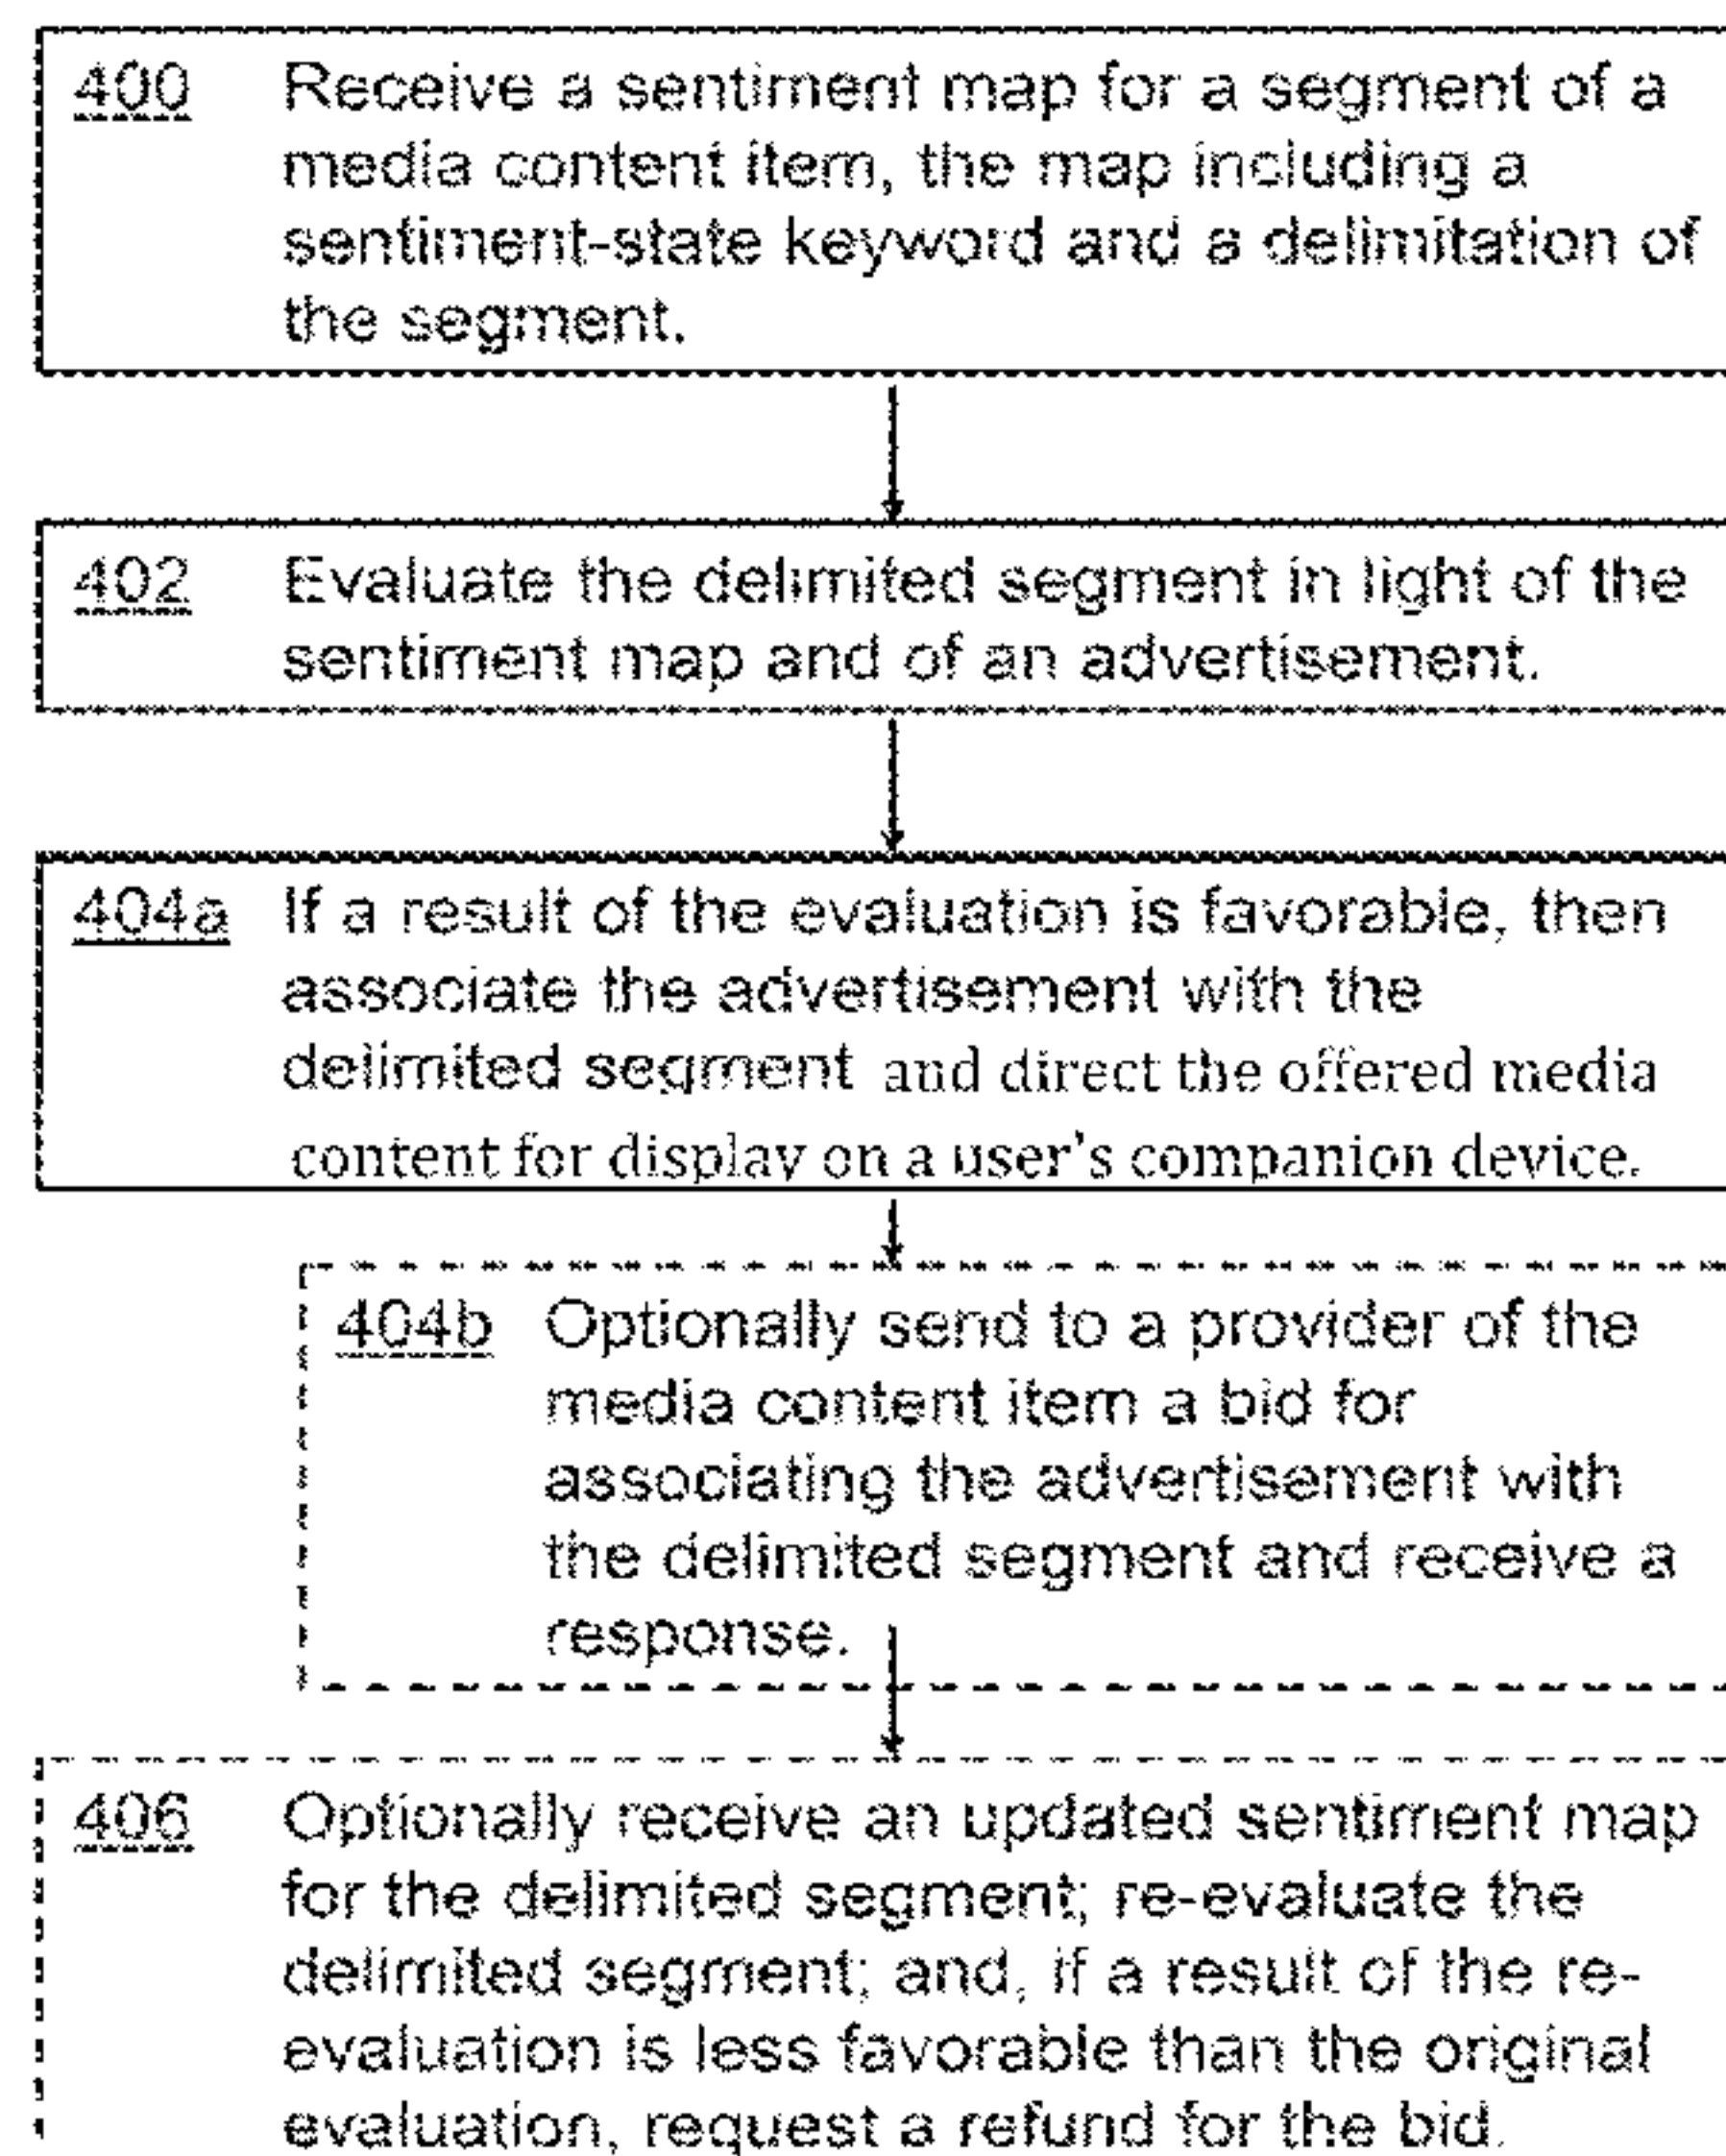 400 Receive a sentiment map for a segment of a
media content item, the map including a
sentiment-state keyword and a delimitation of
the segment.
402 Evaluate the delimited segment in light of the
sentiment map and of an advertisement.
404a If a result of the evaluation is favorable, then
associate the advertisement with the
delimited segment and direct the offered media
content for display on a user's companion device.
404b Optionally send to a provider of the
media content item a bid for
associating the advertisement with
the delimited segment and receive a
response.
406 Optionally receive an updated sentiment map
for the delimited segment; re-evaluate the
delimited segment; and, if a result of the re-
evaluation is less favorable than the original
evaluation, request a refund for the bid.